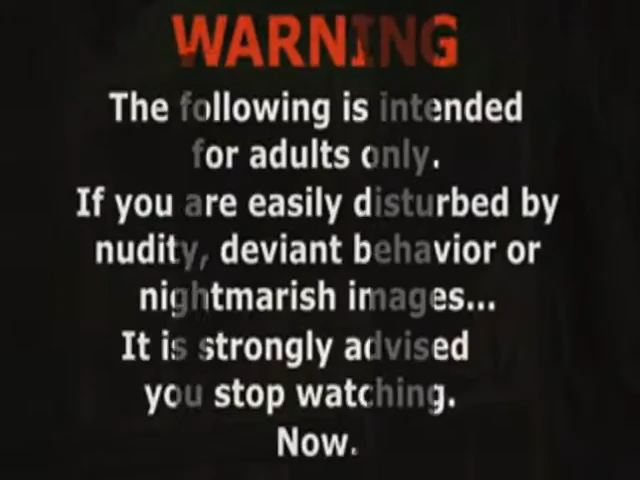 WARNING
The following is intended
for adults only.
If you are easily disturbed by
nudity, deviant behavior or
nightmarish images...
It is strongly advised
you stop watching.
Now.